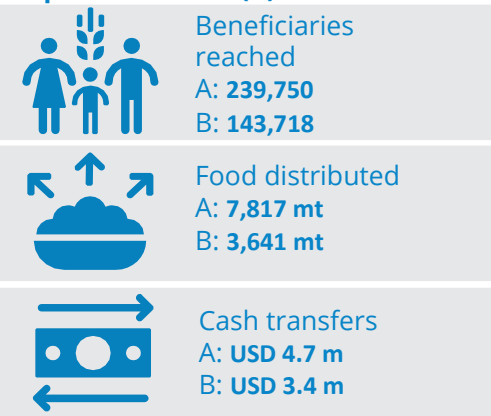 Beneficiaries
reached
A: 239,750
B: 143,718
Food distributed
A: 7,817 mt
B: 3,641 mt
Cash transfers
A: USD 4.7 m
B: USD 3.4 m